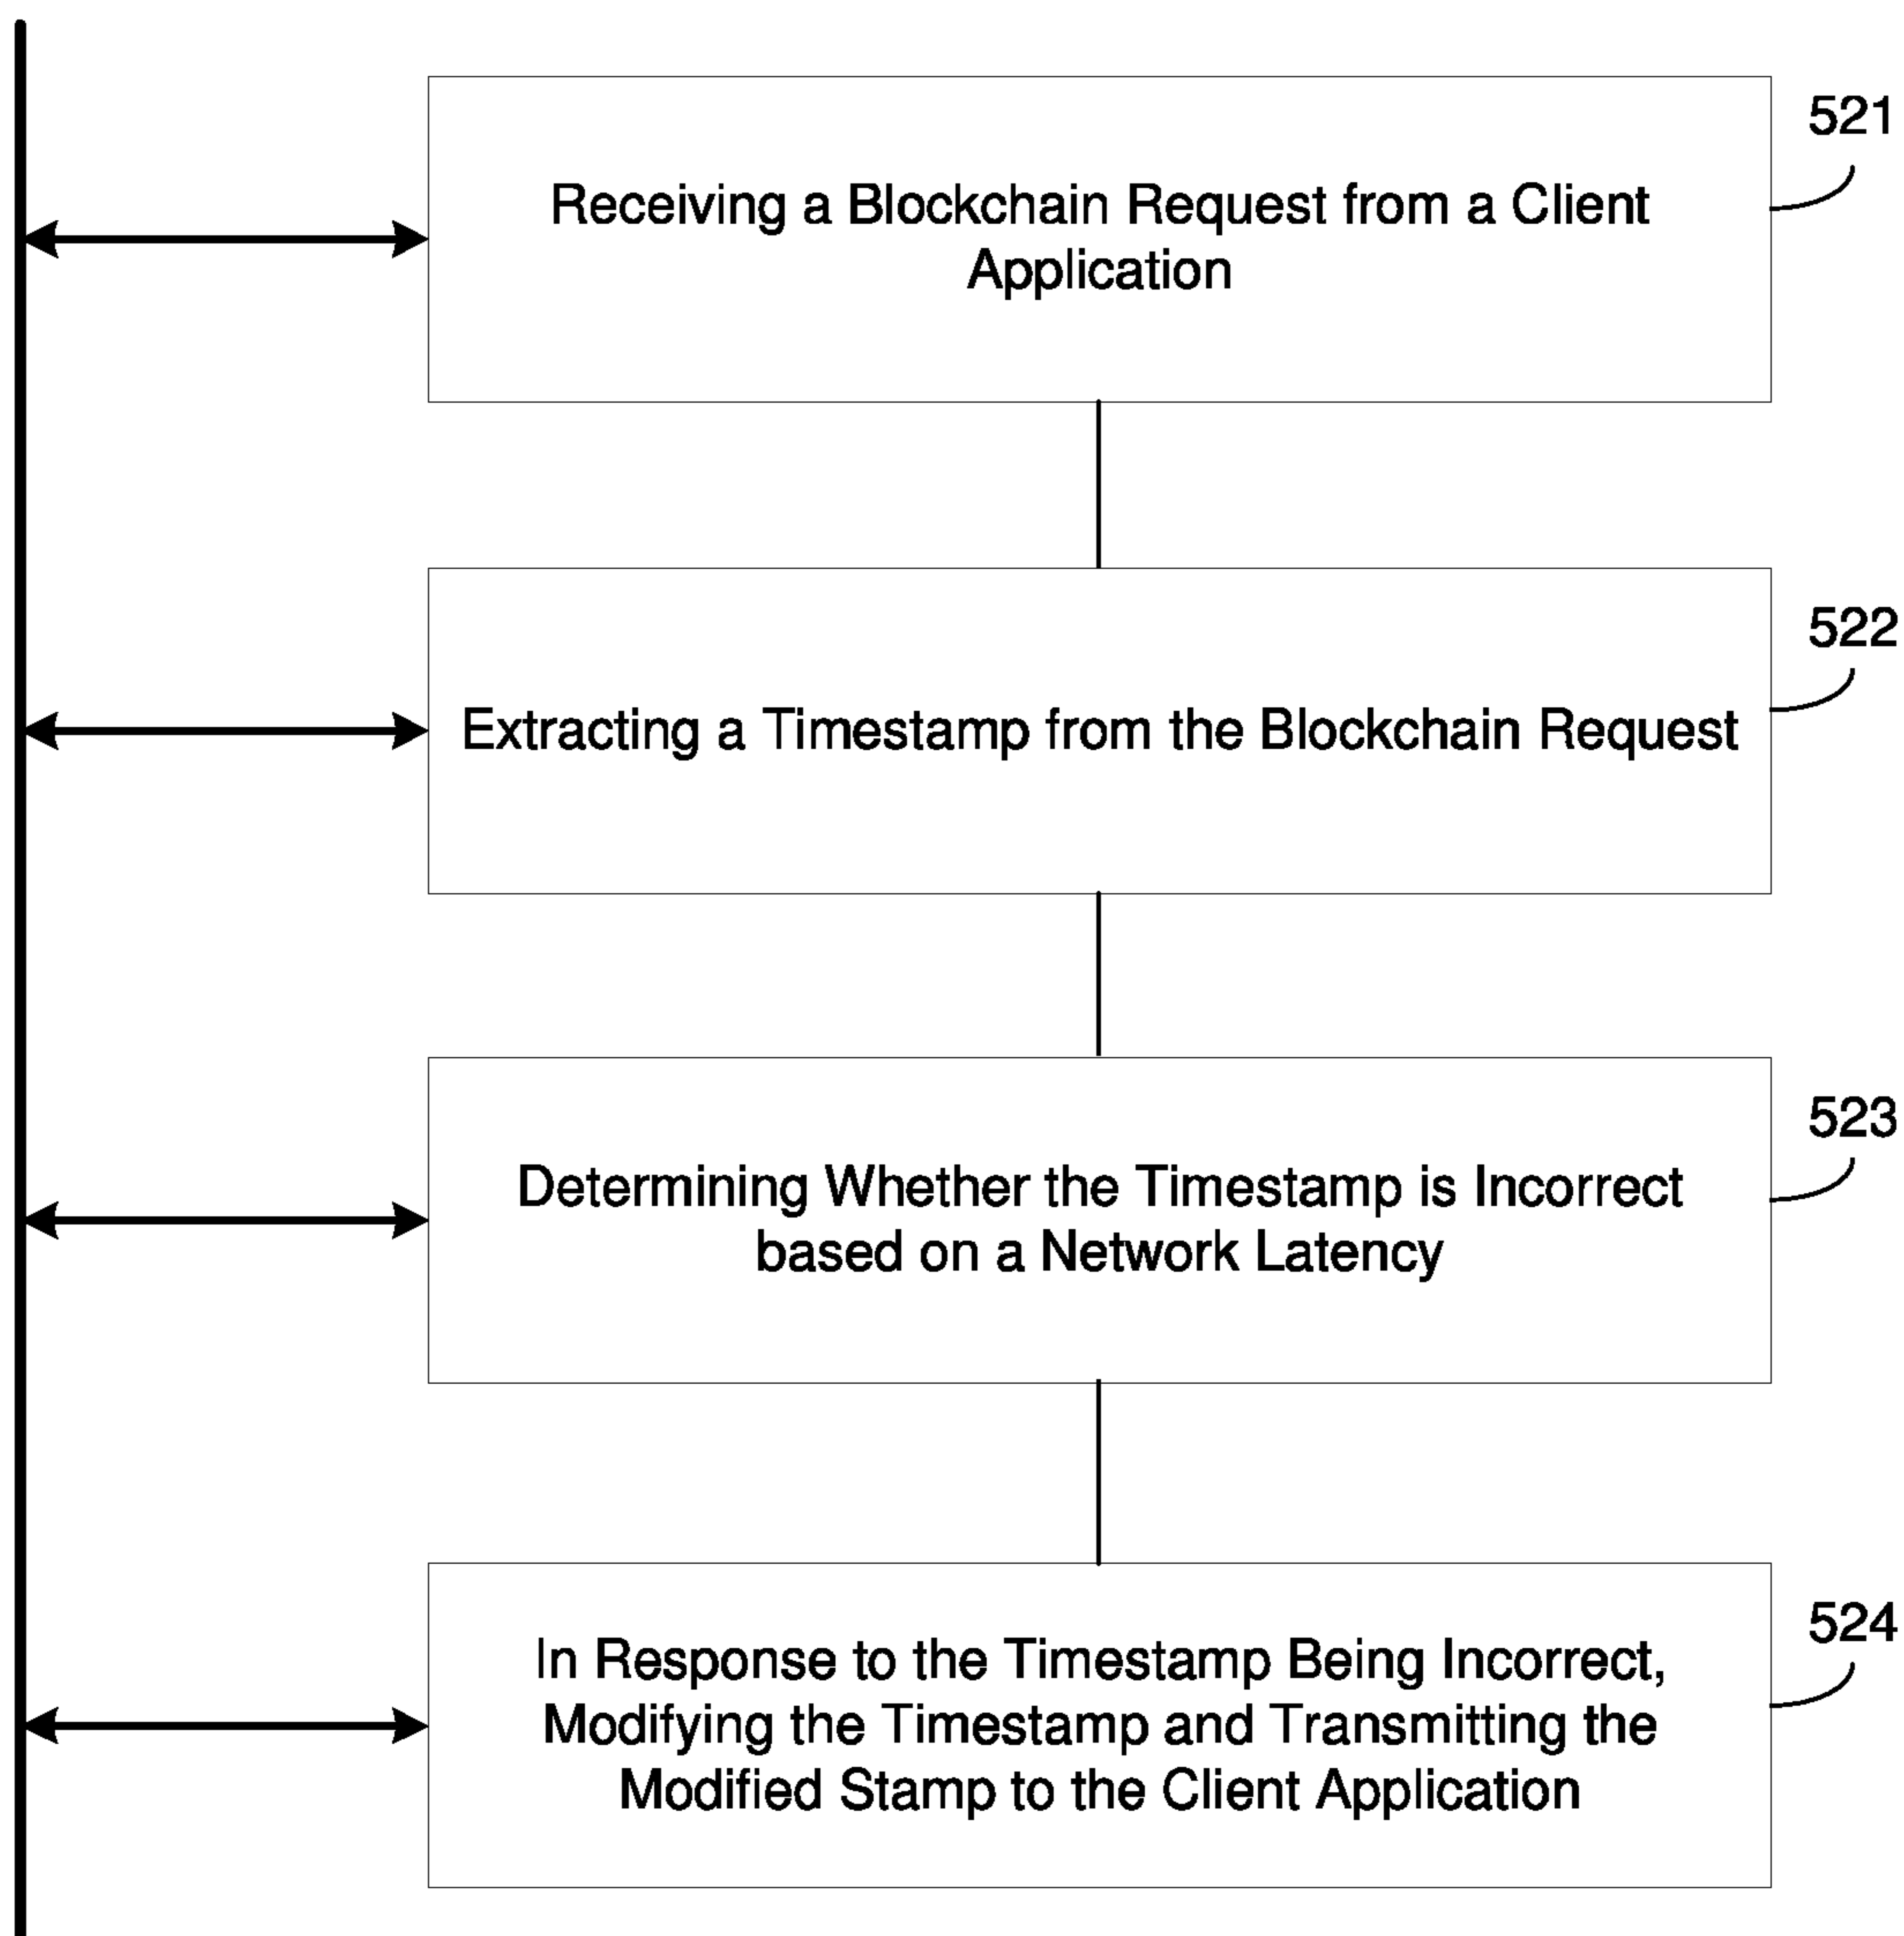 521
Receiving a Blockchain Request from a Client
Application
522
Extracting a Timestamp from the Blockchain Request
523
Determining Whether the Timestamp is Incorrect
based on a Network Latency
524
In Response to the Timestamp Being Incorrect,
Modifying the Timestamp and Transmitting the
Modified Stamp to the Client Application